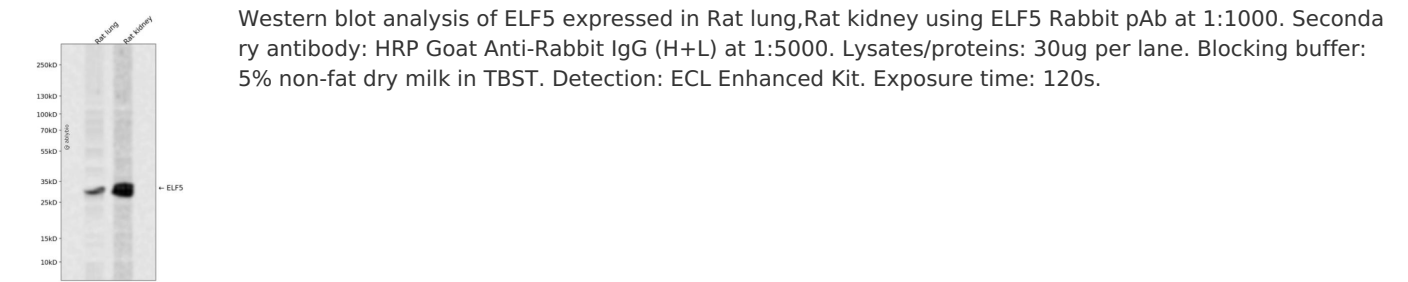 Rat lung
Rat kidney
250kD
130kD
100kD
70kD
55kD
35kD
25kD
15kD
10kD
← ELF5
Western blot analysis of ELF5 expressed in Rat lung,Rat kidney using ELF5 Rabbit pAb at 1:1000. Seconda
ry antibody: HRP Goat Anti-Rabbit IgG (H+L) at 1:5000. Lysates/proteins: 30ug per lane. Blocking buffer:
5% non-fat dry milk in TBST. Detection: ECL Enhanced Kit. Exposure time: 120s.